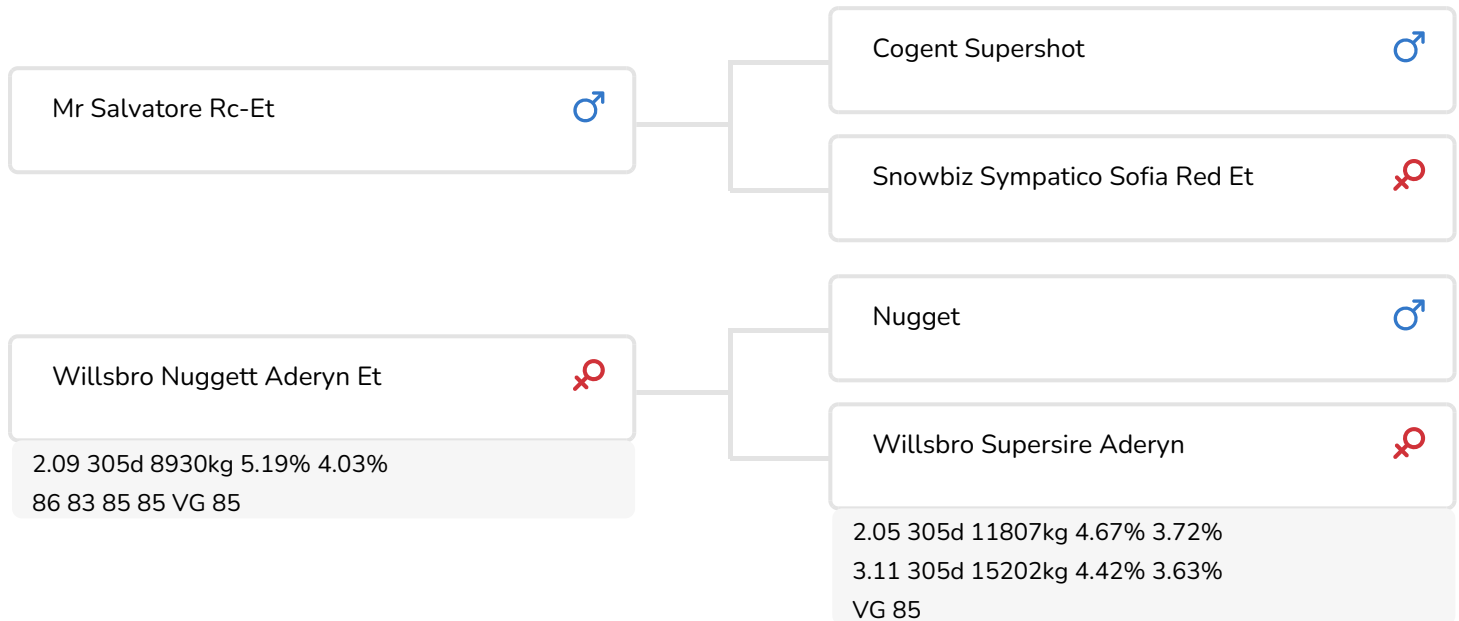 Cogent Supershot
Mr Salvatore Rc-Et
Snowbiz Sympatico Sofia Red Et
Nugget
Willsbro Nuggett Aderyn Et
2.09 305d 8930kg 5.19% 4.03%
86 83 85 85 VG 85
Willsbro Supersire Aderyn
2.05 305d 11807kg 4.67% 3.72%
3.11 305d 15202kg 4.42% 3.63%
VG 85